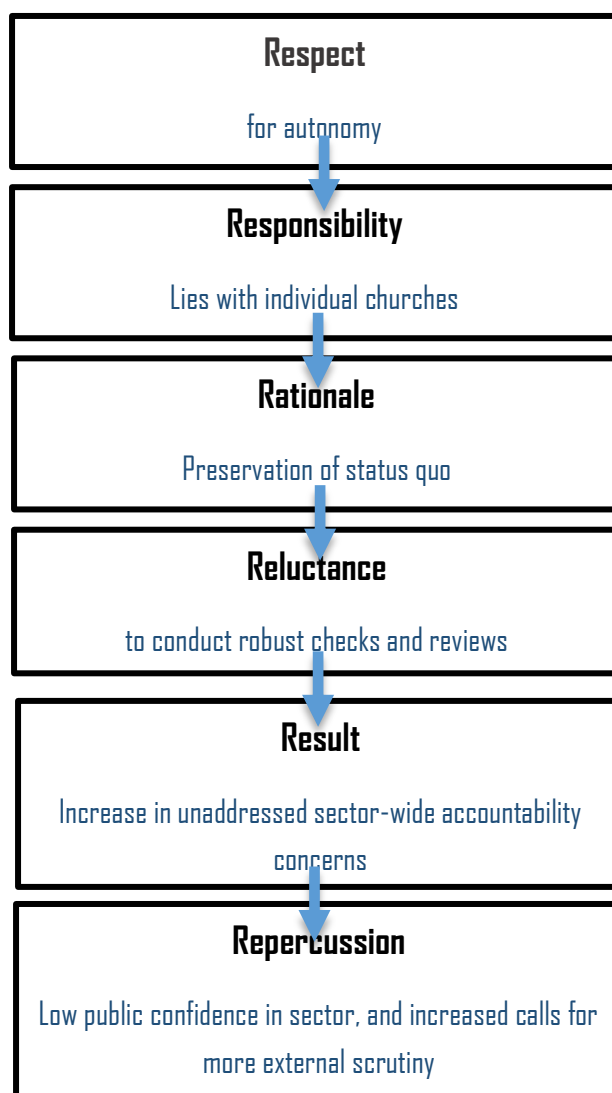 Respect
for autonomy
Responsibility
Lies with individual churches
Rationale
Preservation of status quo
Reluctance
to conduct robust checks and reviews
Result
Increase in unaddressed sector-wide accountability
concerns
Repercussion
Low public confidence in sector, and increased calls for
more external scrutiny